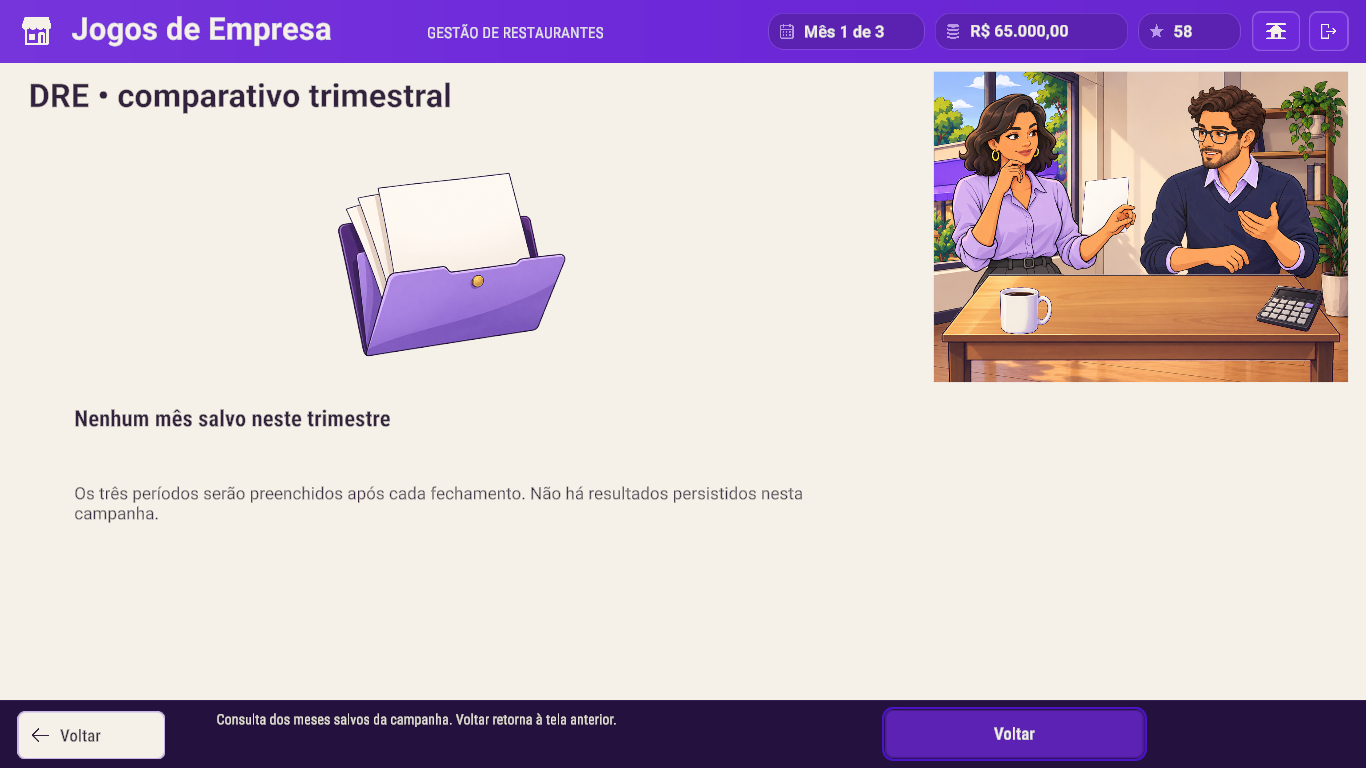 Jogos de Empresa
GESTÃO DE RESTAURANTES
Mês 1 de 3
R$ 65.000,00
58
DRE • comparativo trimestral
Nenhum mês salvo neste trimestre
Os três períodos serão preenchidos após cada fechamento. Não há resultados persistidos nesta
campanha.
Voltar
Consulta dos meses salvos da campanha. Voltar retorna à tela anterior.
Voltar